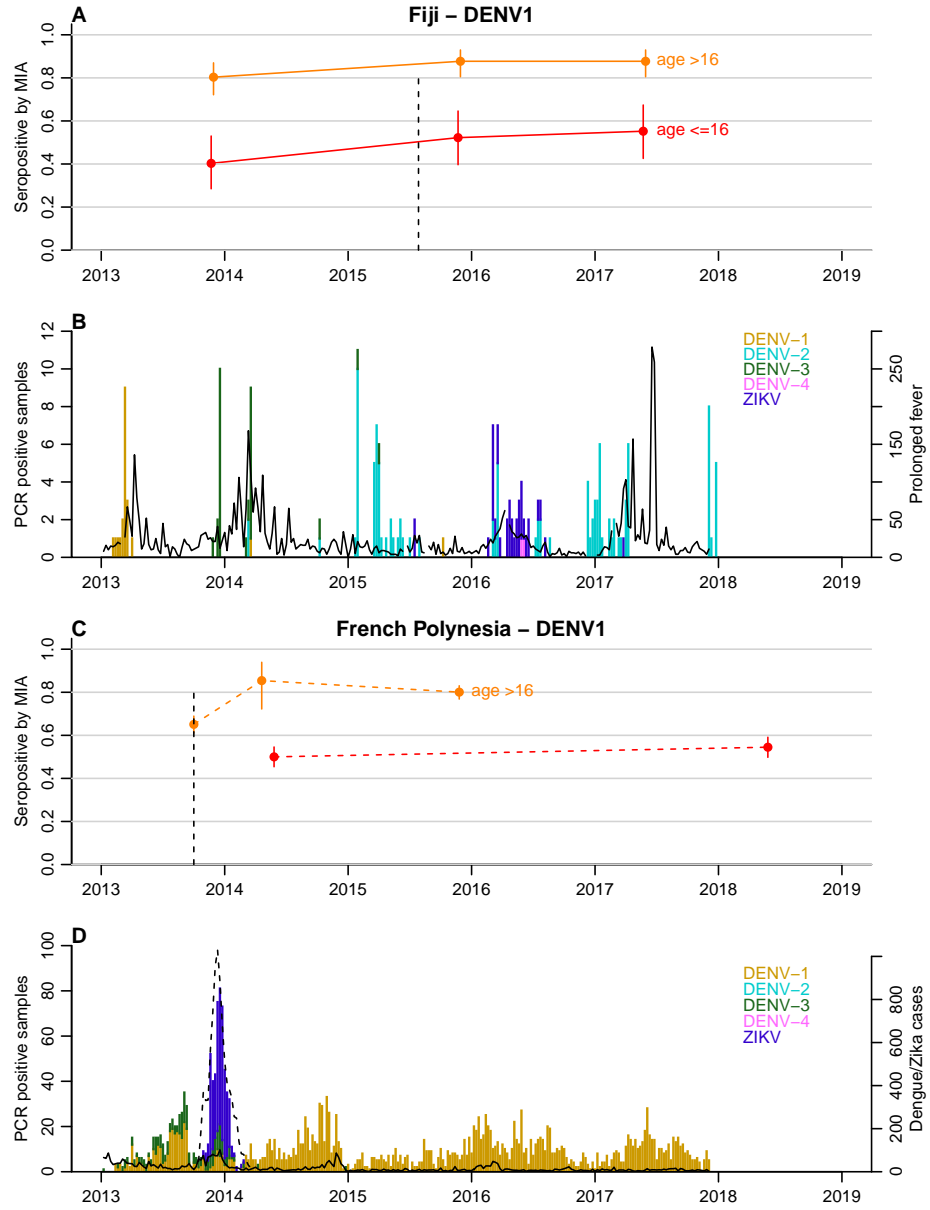 A
Fiji − DENV1
Seropositive by MIA
0.0 0.2 0.4 0.6 0.8 1.0
age >16
age <=16
2013 2014 2015 2016 2017 2018 2019
B
PCR positive samples
0 2 4 6 8 10 12
DENV−1
DENV−2
DENV−3
DENV−4
ZIKV
0 50 150 250
Prolonged fever
2013 2014 2015 2016 2017 2018 2019
C
French Polynesia − DENV1
Seropositive by MIA
0.0 0.2 0.4 0.6 0.8 1.0
age >16
2013 2014 2015 2016 2017 2018 2019
D
PCR positive samples
0 20 40 60 80 100
DENV−1
DENV−2
DENV−3
DENV−4
ZIKV
0 200 400 600 800
Dengue/Zika cases
2013 2014 2015 2016 2017 2018 2019